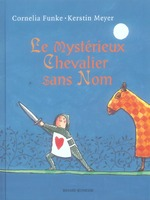 Cornelia Funke • Kerstin Meyer
Le Mystérieux
Chevalier
sans Nom